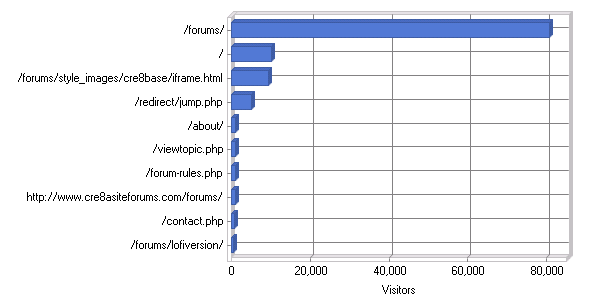 /forums/
/
/forums/style_images/cre8base/iframe.html
/redirect/jump.php
/about/
/viewtopic.php
/forum-rules.php
http://www.cre8asiteforums.com/forums/
/contact.php
/forums/lofiversion/
0 20,000 40,000 60,000 80,000
Visitors